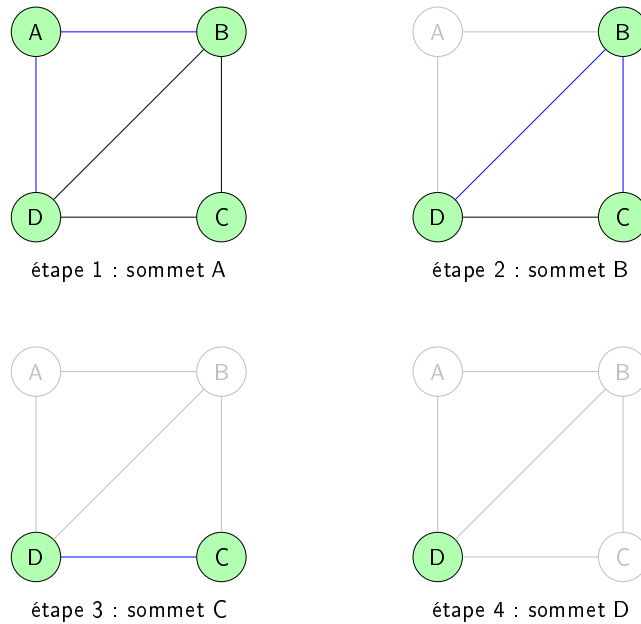 A B A B
D C D C
étape 1 : sommet A
étape 2 : sommet B
A B A B
D C D C
étape 3 : sommet C
étape 4 : sommet D